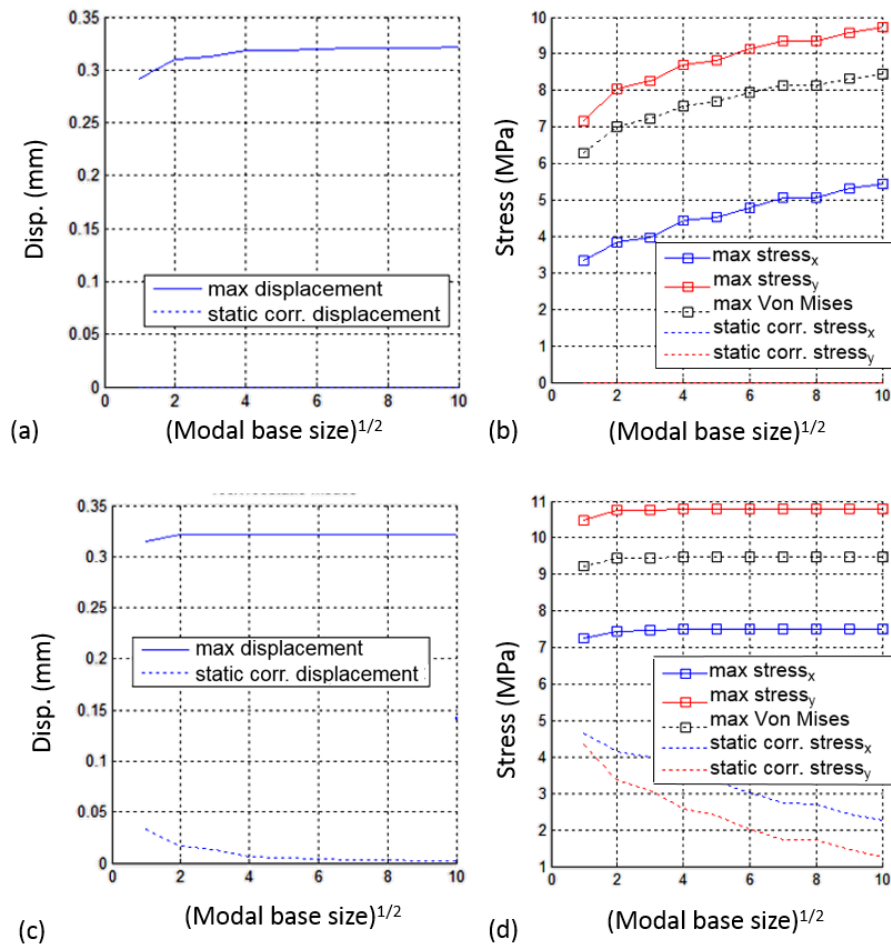 0.35
0.3
0.25
0.2
0.15
0.1
0.05
0
Disp. (mm)
max displacement
static corr. displacement
0 2 4 6 8 10
(a)
(Modal base size)1/2
10
9
8
7
6
5
4
3
2
1
0
Stress (MPa)
max stressx
max stressy
max Von Mises
static corr. stressx
static corr. stressy
0 2 4 6 8 10
(b)
(Modal base size)1/2
0.35
0.3
0.25
0.2
0.15
0.1
0.05
0
Disp. (mm)
max displacement
static corr. displacement
0 2 4 6 8 10
(c)
(Modal base size)1/2
11
10
9
8
7
6
5
4
3
2
1
Stress (MPa)
max stressx
max stressy
max Von Mises
static corr. stressx
static corr. stressy
0 2 4 6 8 10
(d)
(Modal base size)1/2